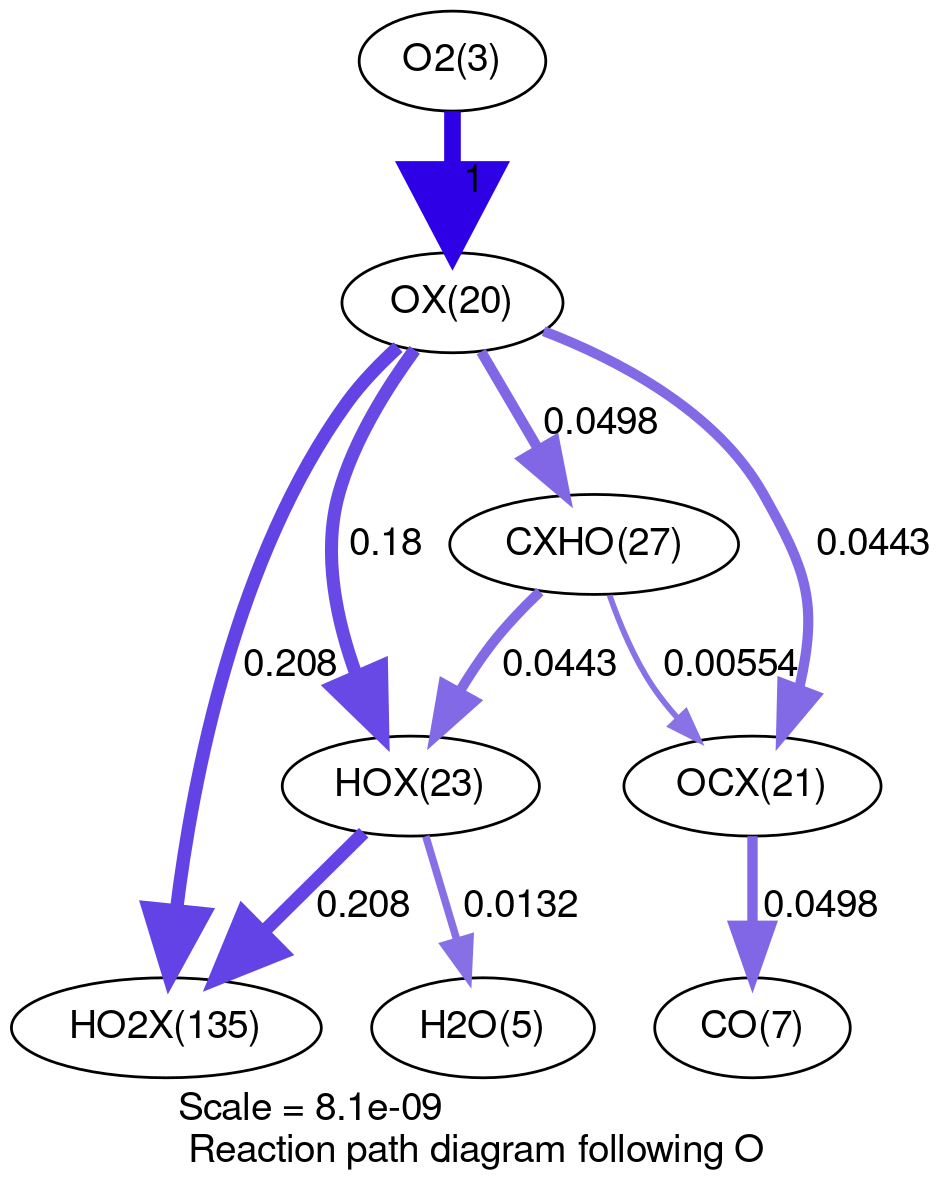 O2(3)
1
OX(20)
0.0498
CXHO(27)
0.18
0.0443
0.208
0.0443
0.00554
HOX(23)
OCX(21)
0.208
0.0132
0.0498
HO2X(135)
H2O(5)
CO(7)
Scale = 8.1e-09
Reaction path diagram following O